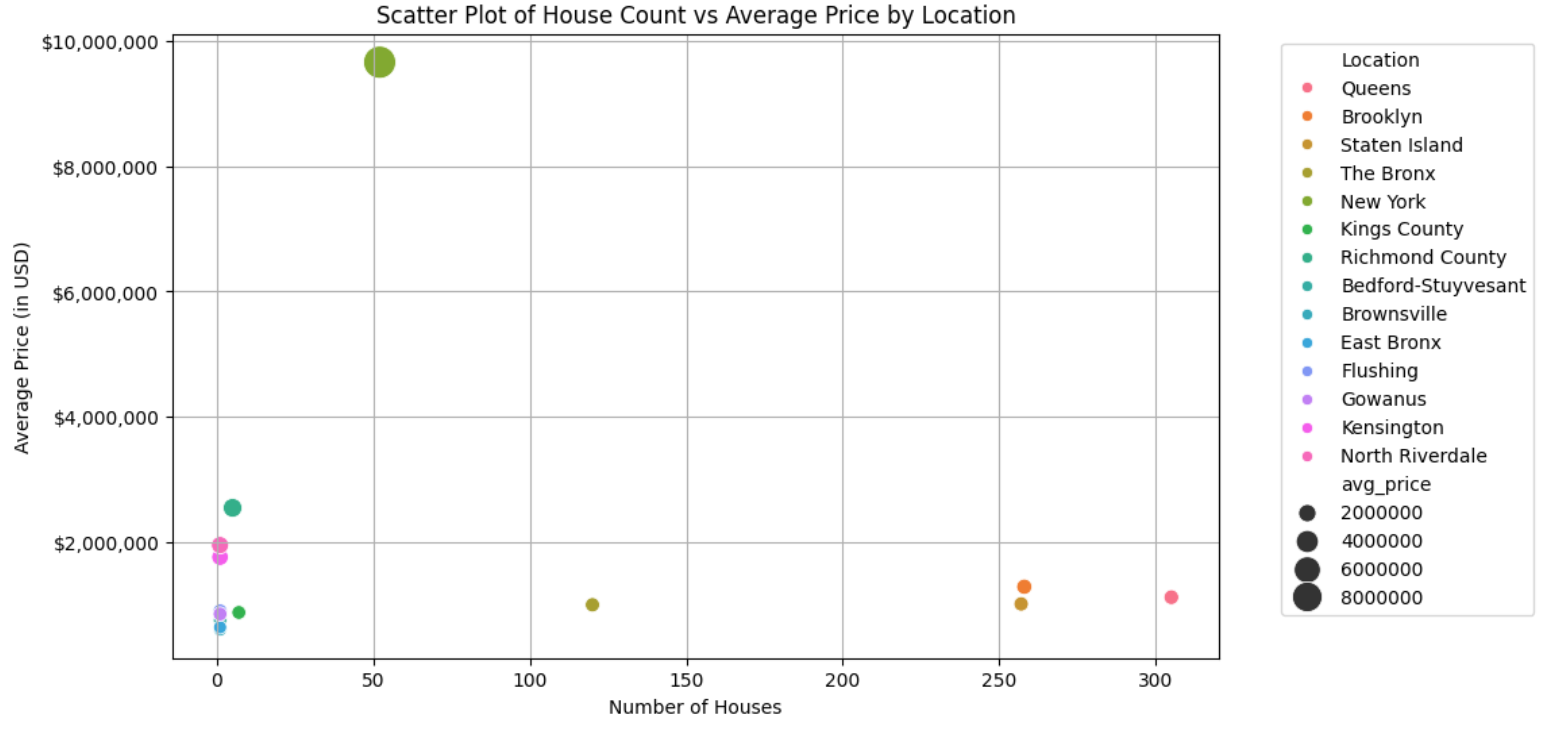 Scatter Plot of House Count vs Average Price by Location
Average Price (in USD)
$10,000,000
$8,000,000
$6,000,000
$4,000,000
$2,000,000
0
50
100
150
200
250
300
Number of Houses
Location
Queens
Brooklyn
Staten Island
The Bronx
New York
Kings County
Richmond County
Bedford-Stuyvesant
Brownsville
East Bronx
Flushing
Gowanus
Kensington
North Riverdale
avg_price
2000000
4000000
6000000
8000000